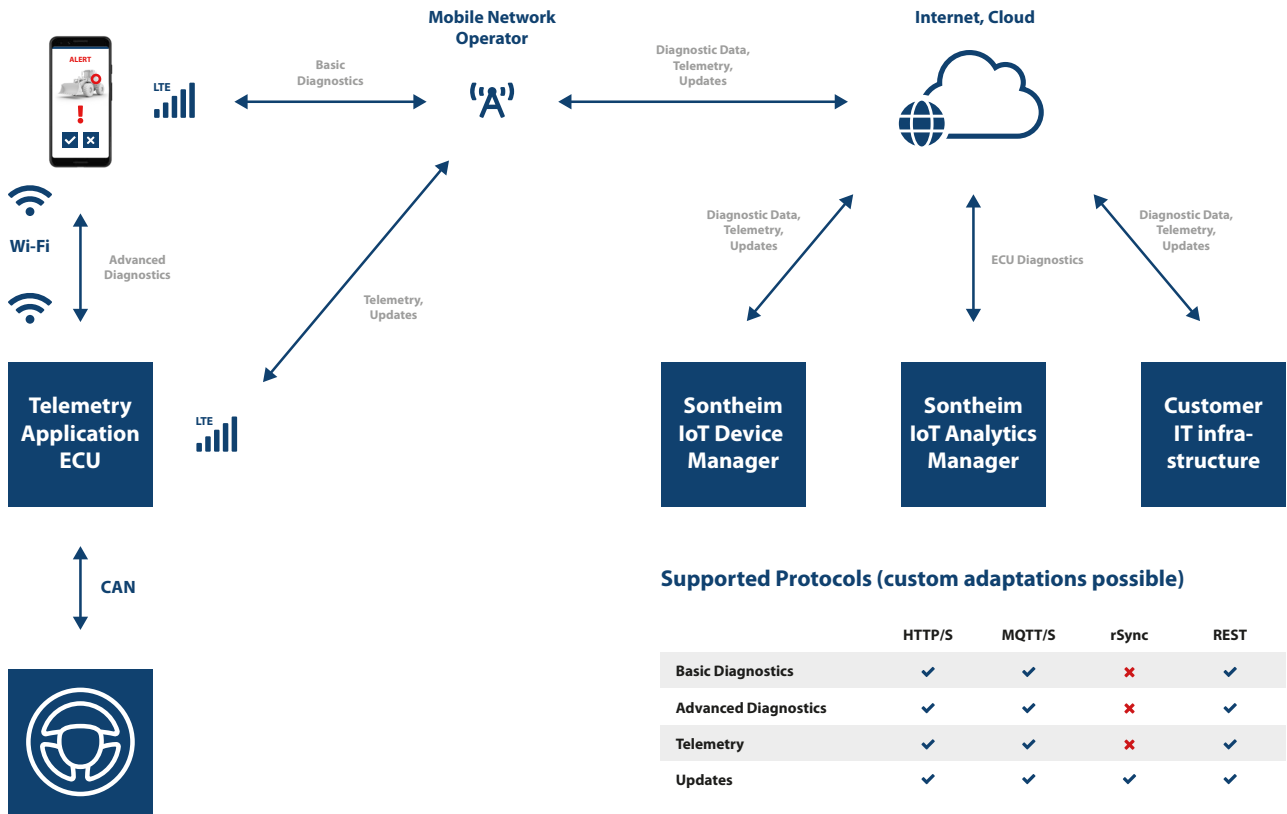 Mobile Network
Operator
Internet, Cloud
ALERT
LTE
Basic
Diagnostics
Diagnostic Data,
Telemetry,
Updates
Wi-Fi
Advanced
Diagnostics
Telemetry,
Updates
Diagnostic Data,
Telemetry,
Updates
ECU Diagnostics
Diagnostic Data,
Telemetry,
Updates
Telemetry
Application
ECU
LTE
Sontheim
IoT Device
Manager
Sontheim
IoT Analytics
Manager
Customer
IT infra-
structure
CAN
Supported Protocols (custom adaptations possible)
HTTP/S MQTT/S rSync REST
Basic Diagnostics
Advanced Diagnostics
Telemetry
Updates